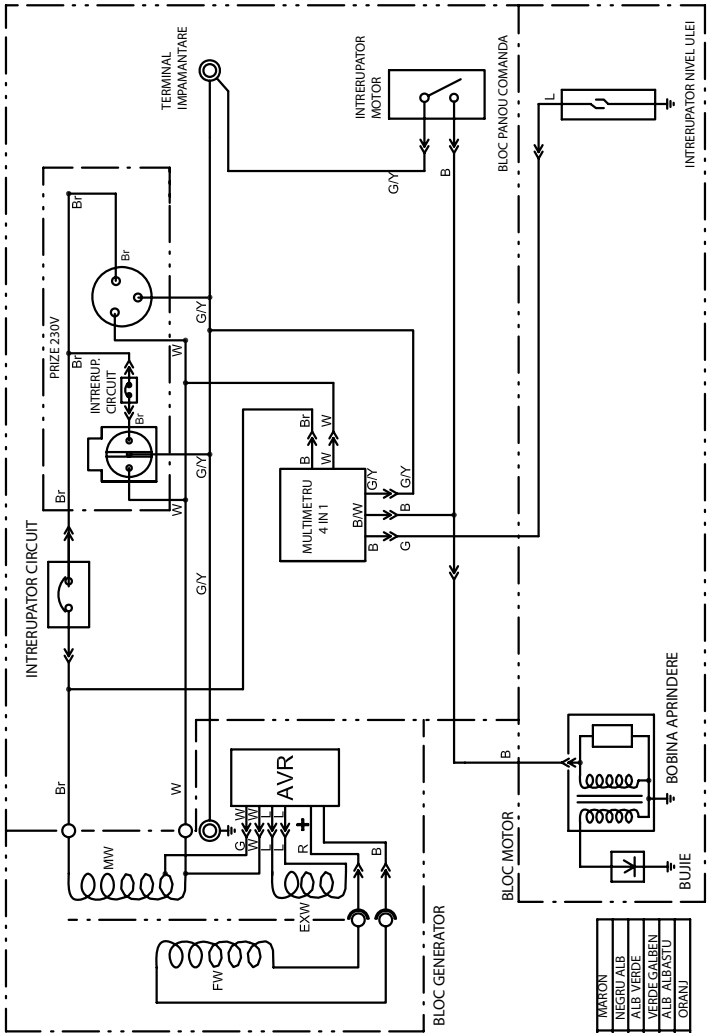 INTRERUPATOR CIRCUIT
PRIZE 230V
INTRERUP.
CIRCUIT
TERMINAL
IMPAMANTARE
Br
Br
Br
Br
Br
Br
W
W
W
G/Y
G/Y
G/Y
MW
FW
EXW
AVR
G
W
L
L
W
W
L
L
+
R
B
BLOC GENERATOR
MULTIMETRU
4 IN 1
B
W
Br
W
G/Y
B/W
B
G/Y
B
G
INTRERUPATOR
MOTOR
G/Y
B
BLOC PANOU COMANDA
BLOC MOTOR
B
L
INTRERUPATOR NIVEL ULEI
BOBINA APRINDERE
BUJIE
MARON
NEGRU ALB
ALB VERDE
VERDE GALBEN
ALB ALBASTU
ORANJ